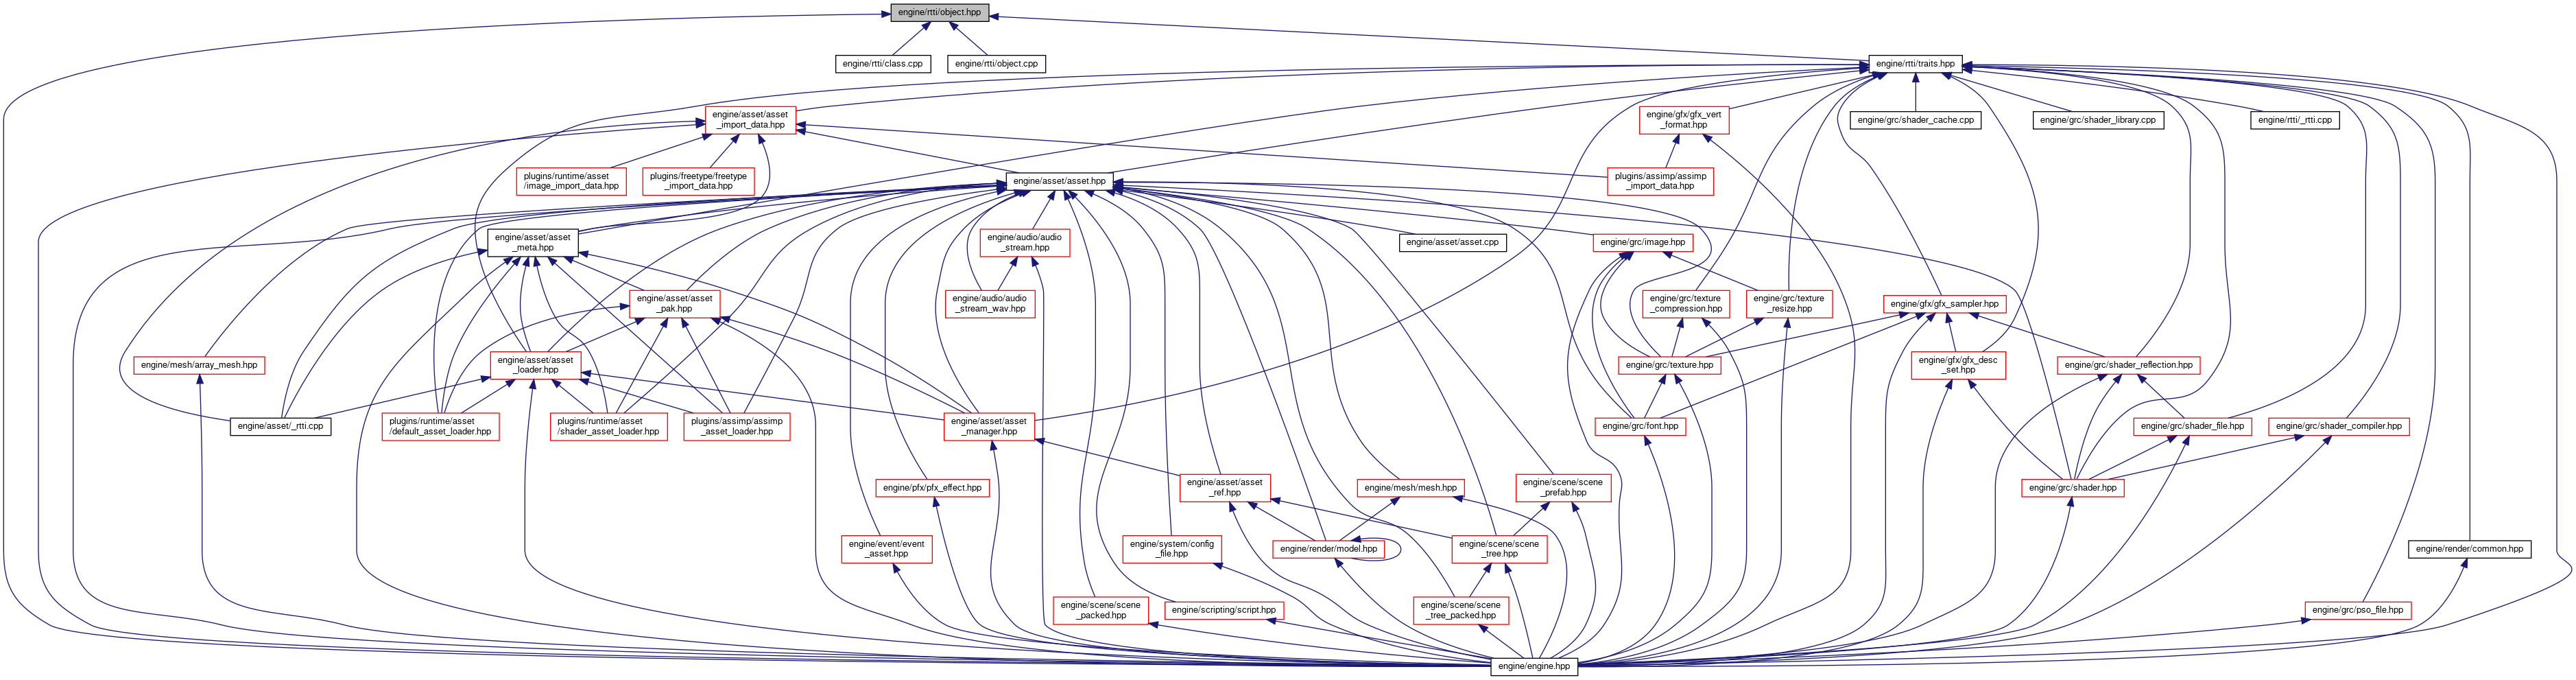 engine/rtti/object.hpp
engine/rtti/class.cpp
engine/rtti/object.cpp
engine/rtti/traits.hpp
engine/asset/asset
_import_data.hpp
engine/gfx/gfx_vert
_format.hpp
engine/grc/shader_cache.cpp
engine/grc/shader_library.cpp
engine/rtti/_rtti.cpp
plugins/runtime/asset
/image_import_data.hpp
plugins/freetype/freetype
_import_data.hpp
engine/asset/asset.hpp
plugins/assimp/assimp
_import_data.hpp
engine/asset/asset
_meta.hpp
engine/audio/audio
_stream.hpp
engine/asset/asset.cpp
engine/grc/image.hpp
engine/asset/asset
_pak.hpp
engine/audio/audio
_stream_wav.hpp
engine/grc/texture
_compression.hpp
engine/grc/texture
_resize.hpp
engine/gfx/gfx_sampler.hpp
engine/mesh/array_mesh.hpp
engine/asset/asset
_loader.hpp
engine/grc/texture.hpp
engine/gfx/gfx_desc
_set.hpp
engine/grc/shader_reflection.hpp
engine/asset/_rtti.cpp
plugins/runtime/asset
/default_asset_loader.hpp
plugins/runtime/asset
/shader_asset_loader.hpp
plugins/assimp/assimp
_asset_loader.hpp
engine/asset/asset
_manager.hpp
engine/grc/font.hpp
engine/grc/shader_file.hpp
engine/grc/shader_compiler.hpp
engine/pfx/pfx_effect.hpp
engine/asset/asset
_ref.hpp
engine/mesh/mesh.hpp
engine/scene/scene
_prefab.hpp
engine/grc/shader.hpp
engine/event/event
_asset.hpp
engine/system/config
_file.hpp
engine/render/model.hpp
engine/scene/scene
_tree.hpp
engine/render/common.hpp
engine/scene/scene
_packed.hpp
engine/scripting/script.hpp
engine/scene/scene
_tree_packed.hpp
engine/grc/pso_file.hpp
engine/engine.hpp